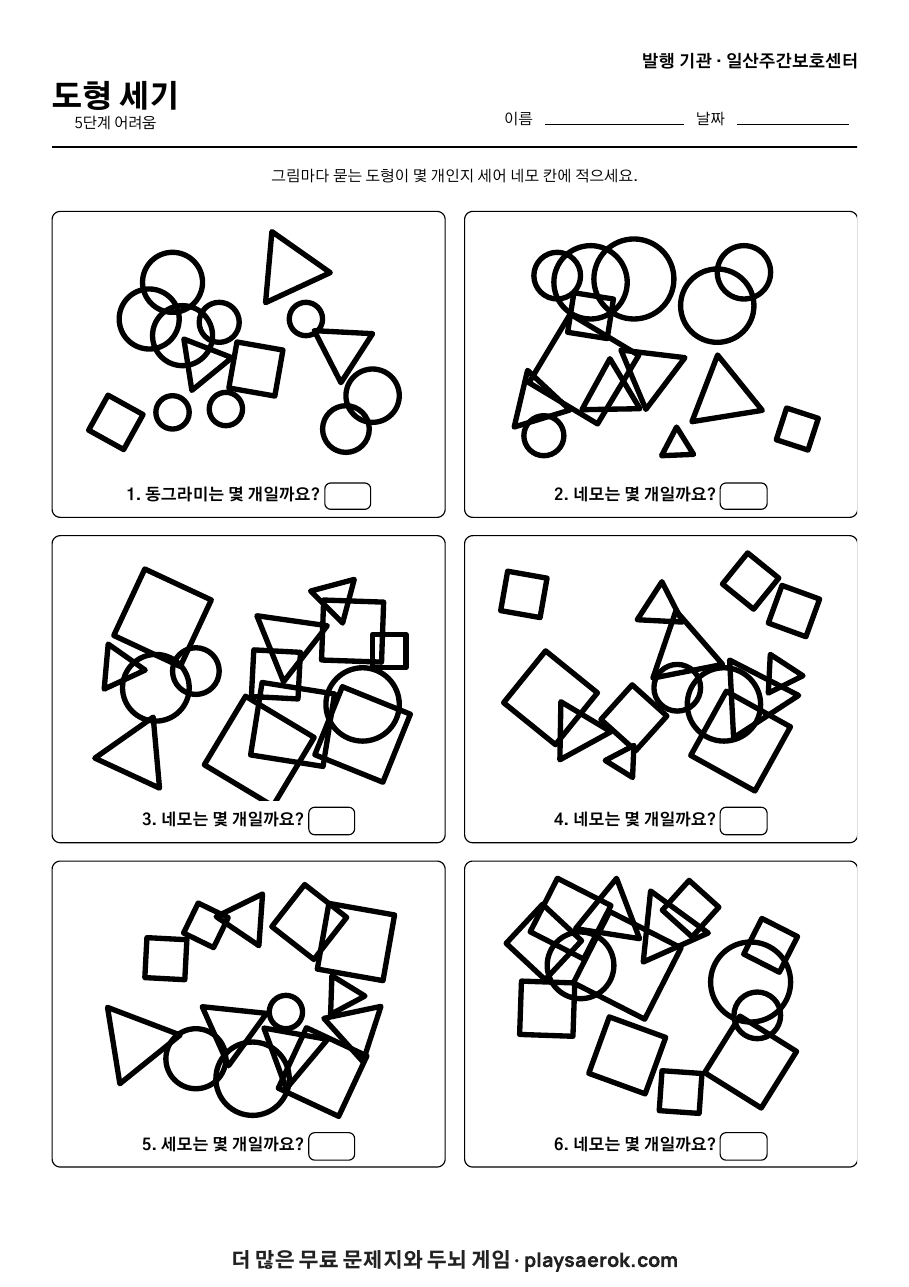 발행 기관 · 일산주간보호센터
도형 세기
5단계 어려움
이름 날짜
그림마다 묻는 도형이 몇 개인지 세어 네모 칸에 적으세요.
1. 동그라미는 몇 개일까요?
2. 네모는 몇 개일까요?
3. 네모는 몇 개일까요?
4. 네모는 몇 개일까요?
5. 세모는 몇 개일까요?
6. 네모는 몇 개일까요?
더 많은 무료 문제지와 두뇌 게임 · playsaerok.com